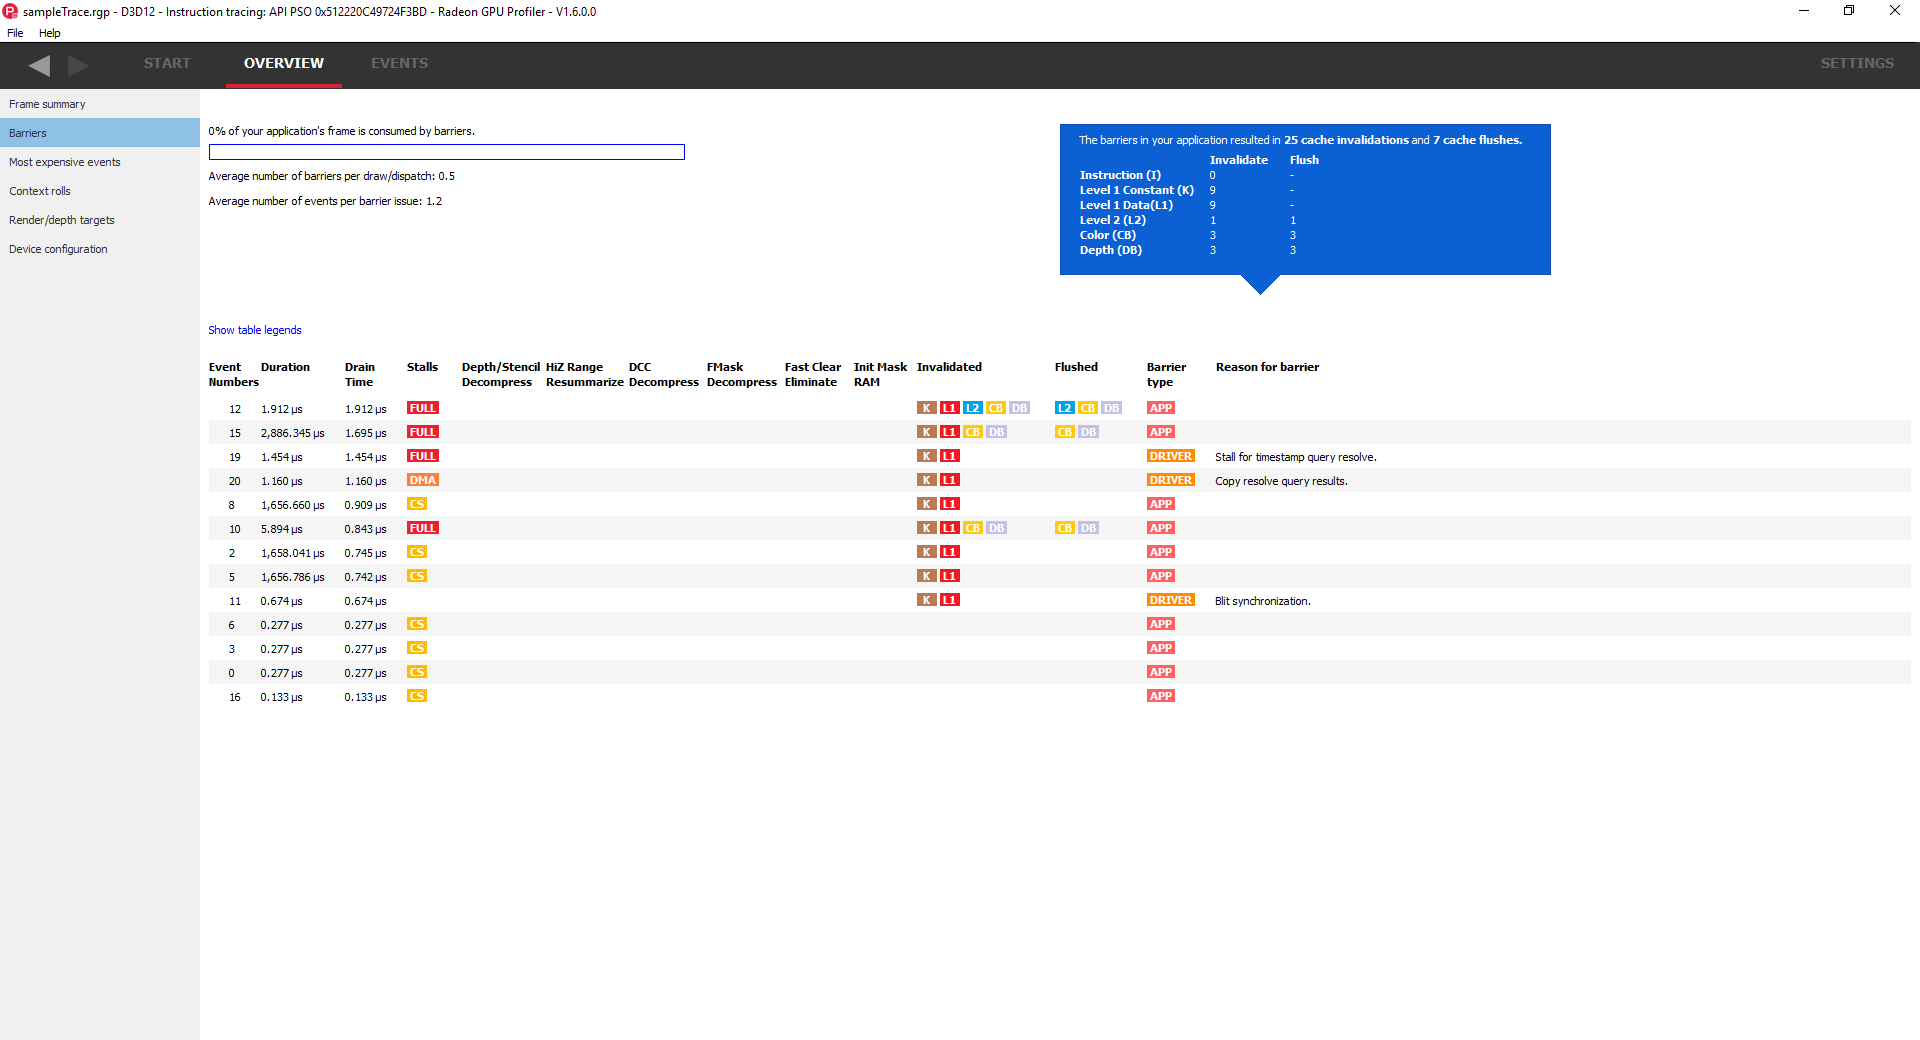 sampleTrace.rgp - D3D12 - Instruction tracing: API PSO 0x512220C49724F3BD - Radeon GPU Profiler - V1.6.0.0
File Help
START OVERVIEW EVENTS SETTINGS
Frame summary
Barriers
Most expensive events
Context rolls
Render/depth targets
Device configuration
0% of your application's frame is consumed by barriers.
Average number of barriers per draw/dispatch: 0.5
Average number of events per barrier issue: 1.2
The barriers in your application resulted in 25 cache invalidations and 7 cache flushes.
Invalidate Flush
Instruction (I) 0 -
Level 1 Constant (K) 9 -
Level 1 Data(L1) 9 -
Level 2 (L2) 1 1
Color (CB) 3 3
Depth (DB) 3 3
Show table legends
Event Duration Drain Stalls Depth/Stencil HiZ Range DCC FMask Fast Clear Init Mask Invalidated Flushed Barrier Reason for barrier
Numbers Time Decompress Resummarize Decompress Decompress Eliminate RAM type
12 1.912 µs 1.912 µs FULL K L1 L2 CB DB L2 CB DB APP
15 2,886.345 µs 1.695 µs FULL K L1 CB DB CB DB APP
19 1.454 µs 1.454 µs FULL K L1 DRIVER Stall for timestamp query resolve.
20 1.160 µs 1.160 µs DMA K L1 DRIVER Copy resolve query results.
8 1,656.660 µs 0.909 µs CS K L1 APP
10 5.894 µs 0.843 µs FULL K L1 CB DB CB DB APP
2 1,658.041 µs 0.745 µs CS K L1 APP
5 1,656.786 µs 0.742 µs CS K L1 APP
11 0.674 µs 0.674 µs K L1 DRIVER Blit synchronization.
6 0.277 µs 0.277 µs CS APP
3 0.277 µs 0.277 µs CS APP
0 0.277 µs 0.277 µs CS APP
16 0.133 µs 0.133 µs CS APP